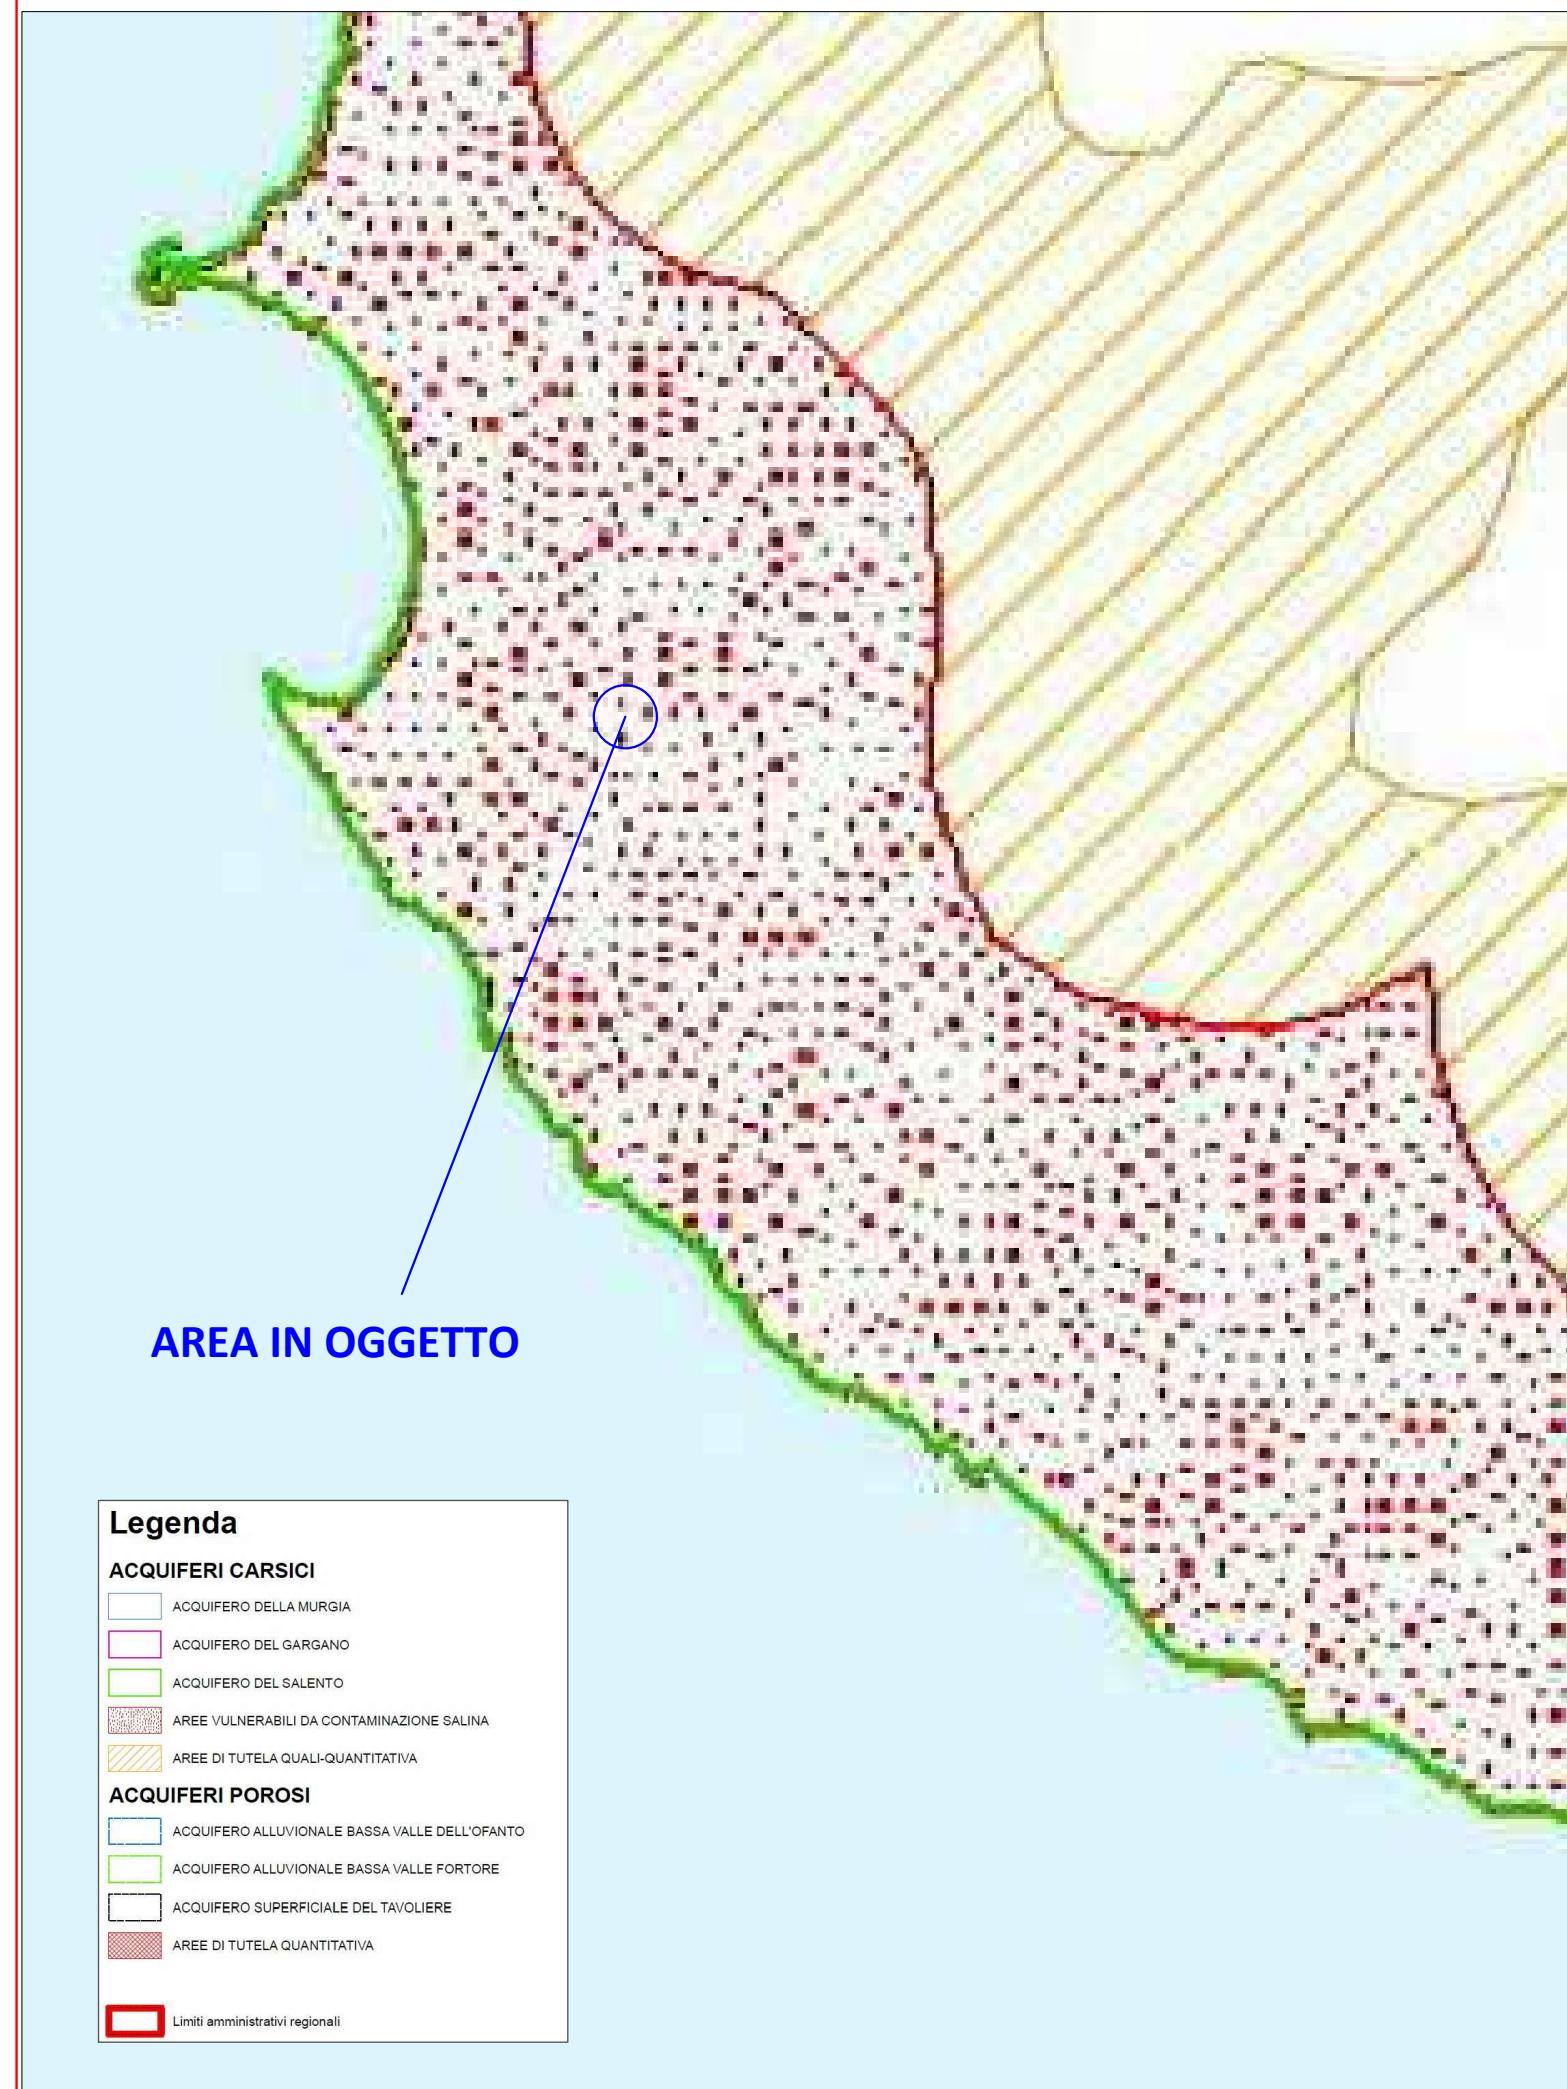 AREA IN OGGETTO
Legenda
ACQUIFERI CARSICI
ACQUIFERO DELLA MURGIA
ACQUIFERO DEL GARGANO
ACQUIFERO DEL SALENTO
AREE VULNERABILI DA CONTAMINAZIONE SALINA
AREE DI TUTELA QUALI-QUANTITATIVA
ACQUIFERI POROSI
ACQUIFERO ALLUVIONALE BASSA VALLE DELL'OFANTO
ACQUIFERO ALLUVIONALE BASSA VALLE FORTORE
ACQUIFERO SUPERFICIALE DEL TAVOLIERE
AREE DI TUTELA QUANTITATIVA
Limiti amministrativi regionali